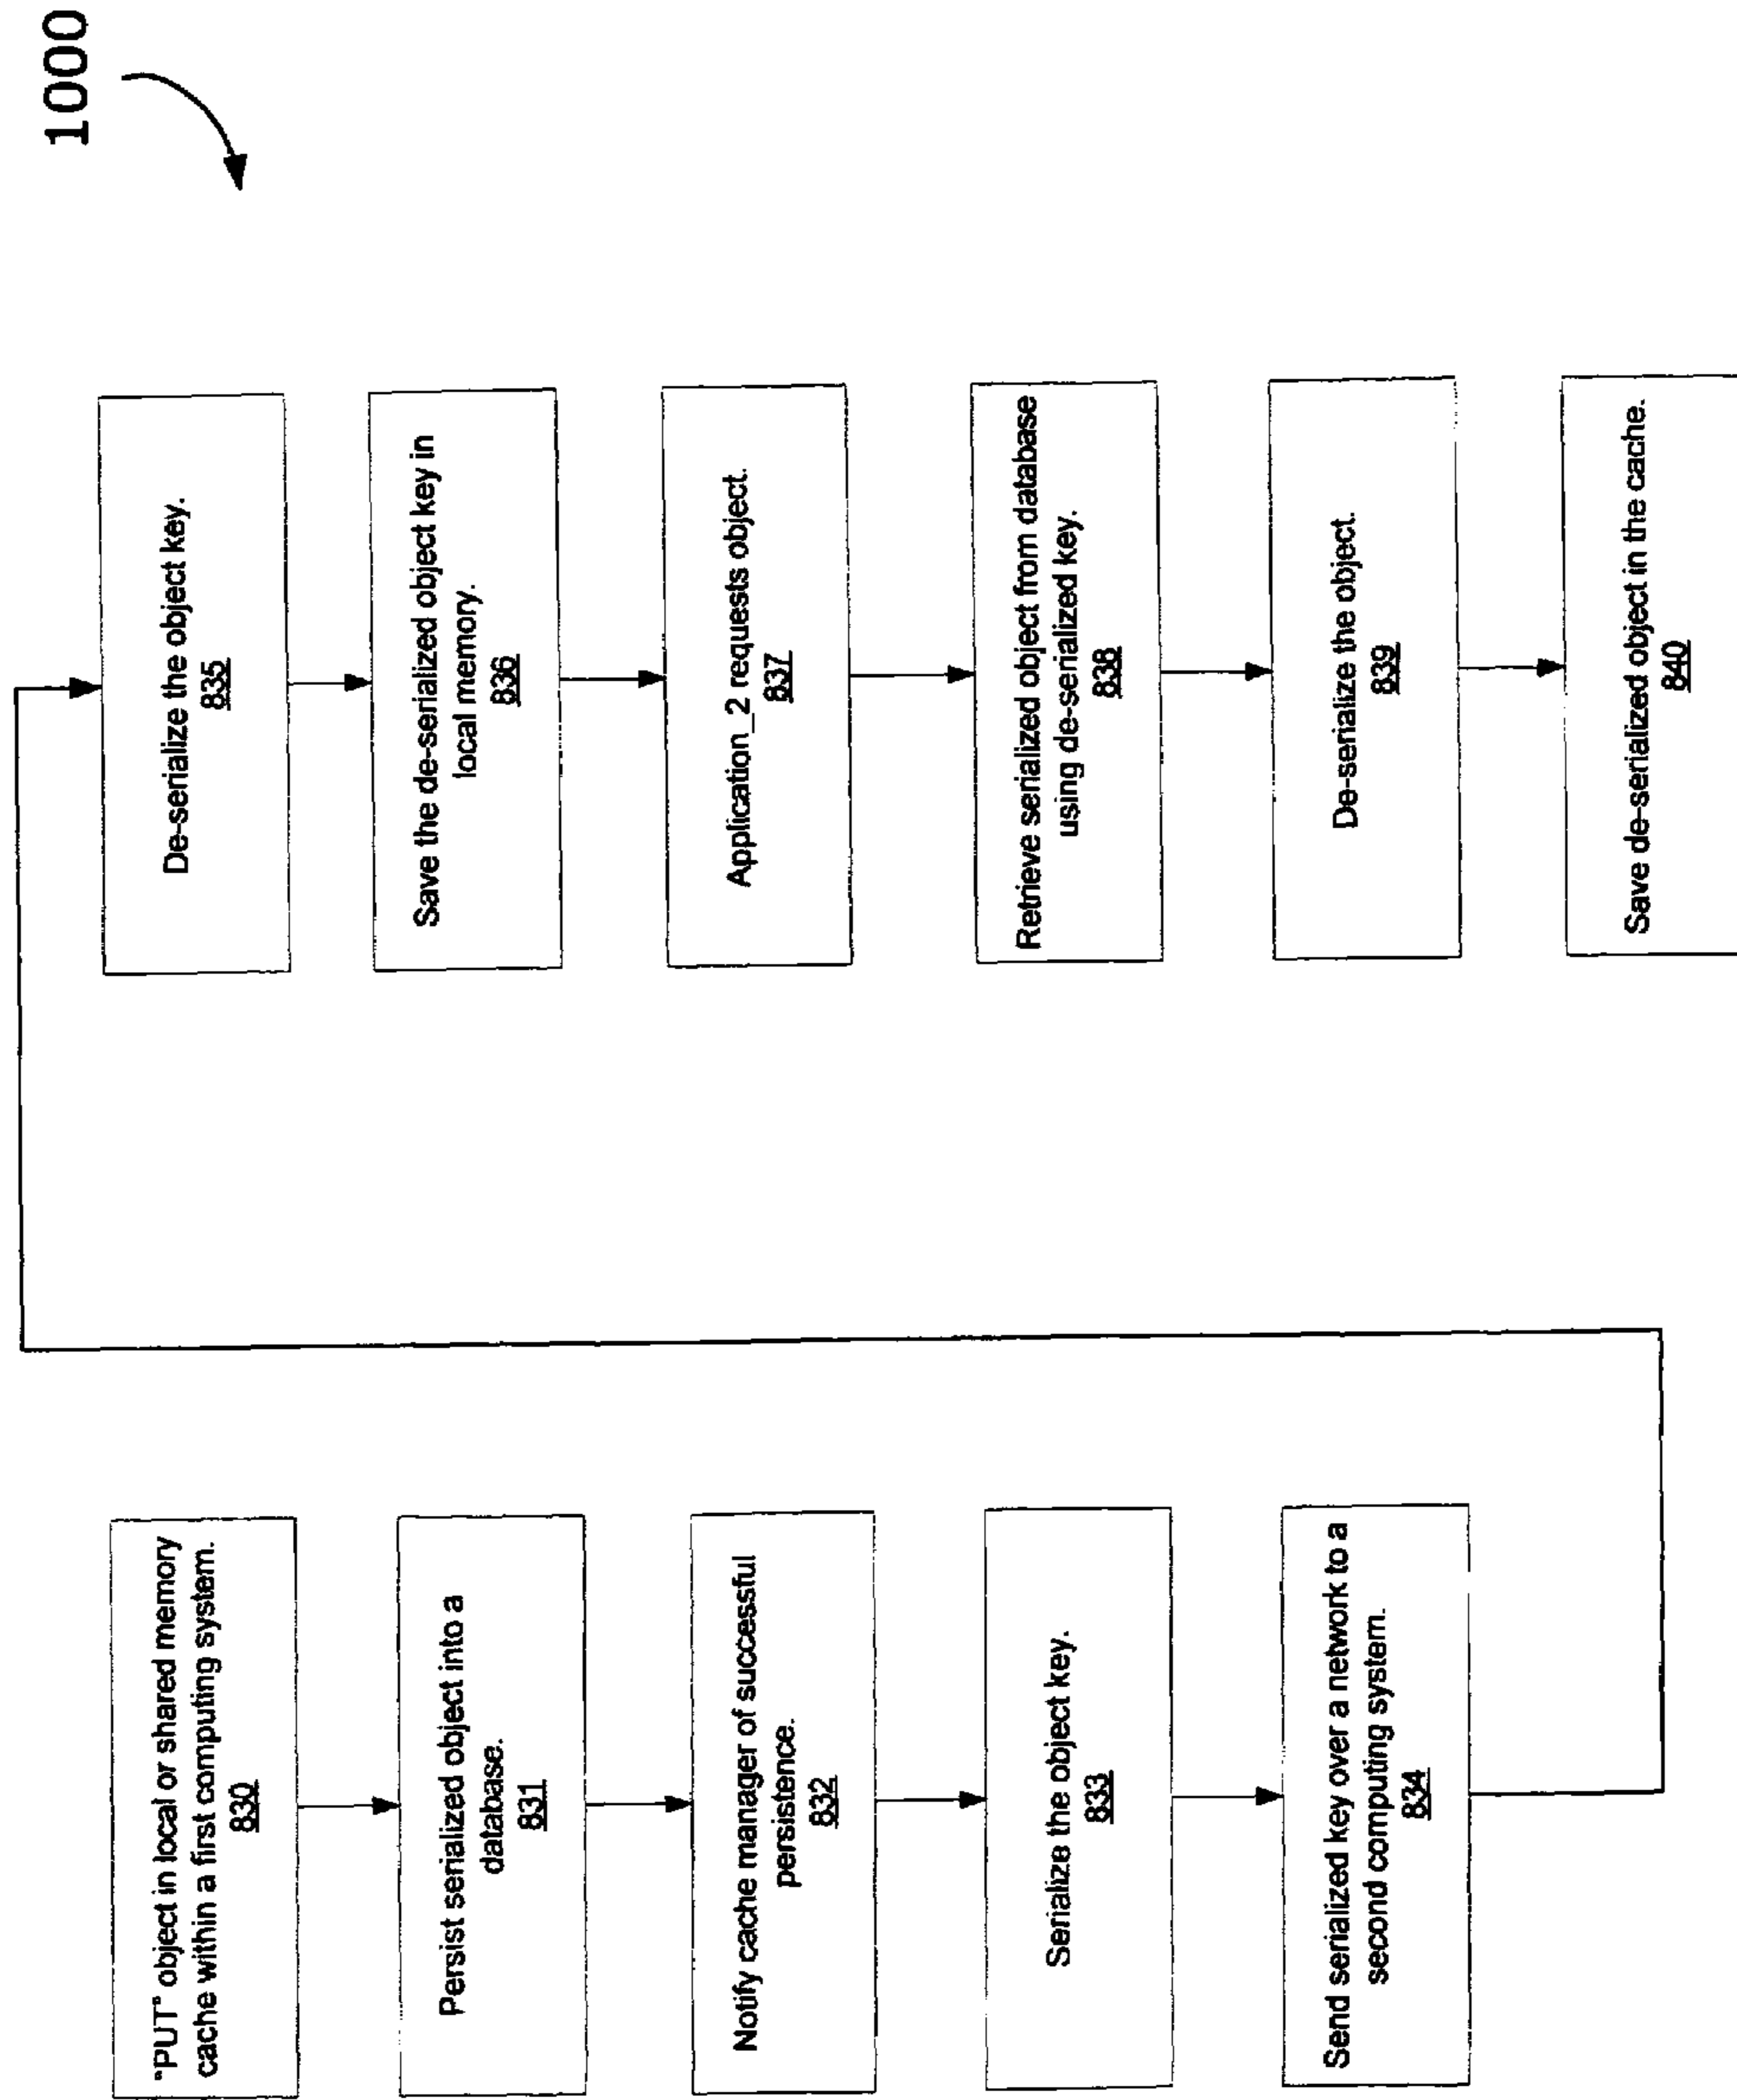 1000
"PUT" object in local or shared memory
cache within a first computing system.
830
Persist serialized object into a
database.
831
Notify cache manager of successful
persistence.
832
Serialize the object key.
833
Send serialized key over a network to a
second computing system.
834
De-serialize the object key.
835
Save the de-serialized object key in
local memory.
836
Application_2 requests object.
837
Retrieve serialized object from database
using de-serialized key.
838
De-serialize the object.
839
Save de-serialized object in the cache.
840